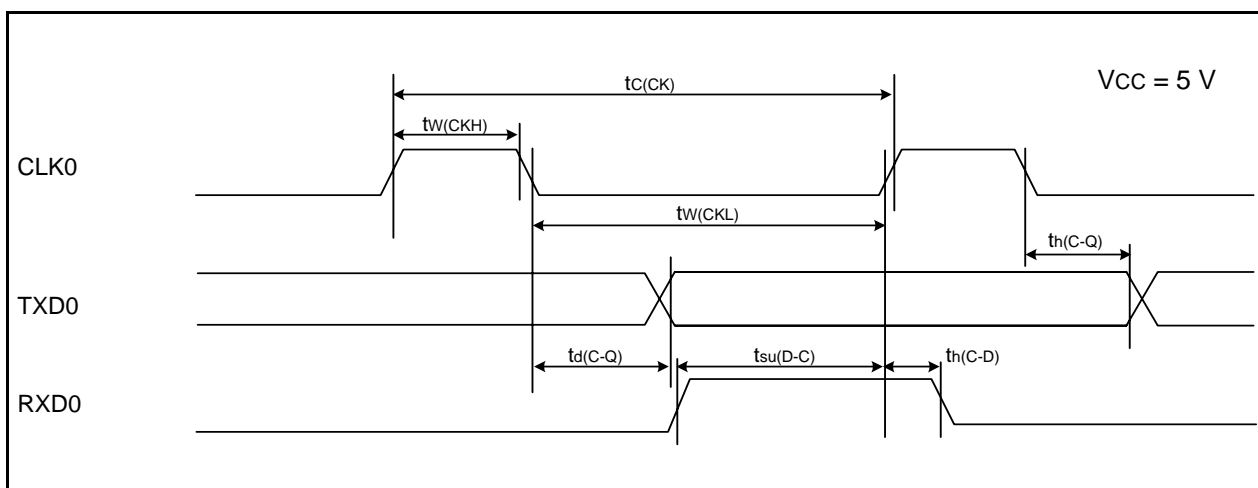 VCC = 5 V
tC(CK)
tW(CKH)
CLK0
tW(CKL)
th(C-Q)
TXD0
td(C-Q)
tsu(D-C)
th(C-D)
RXD0